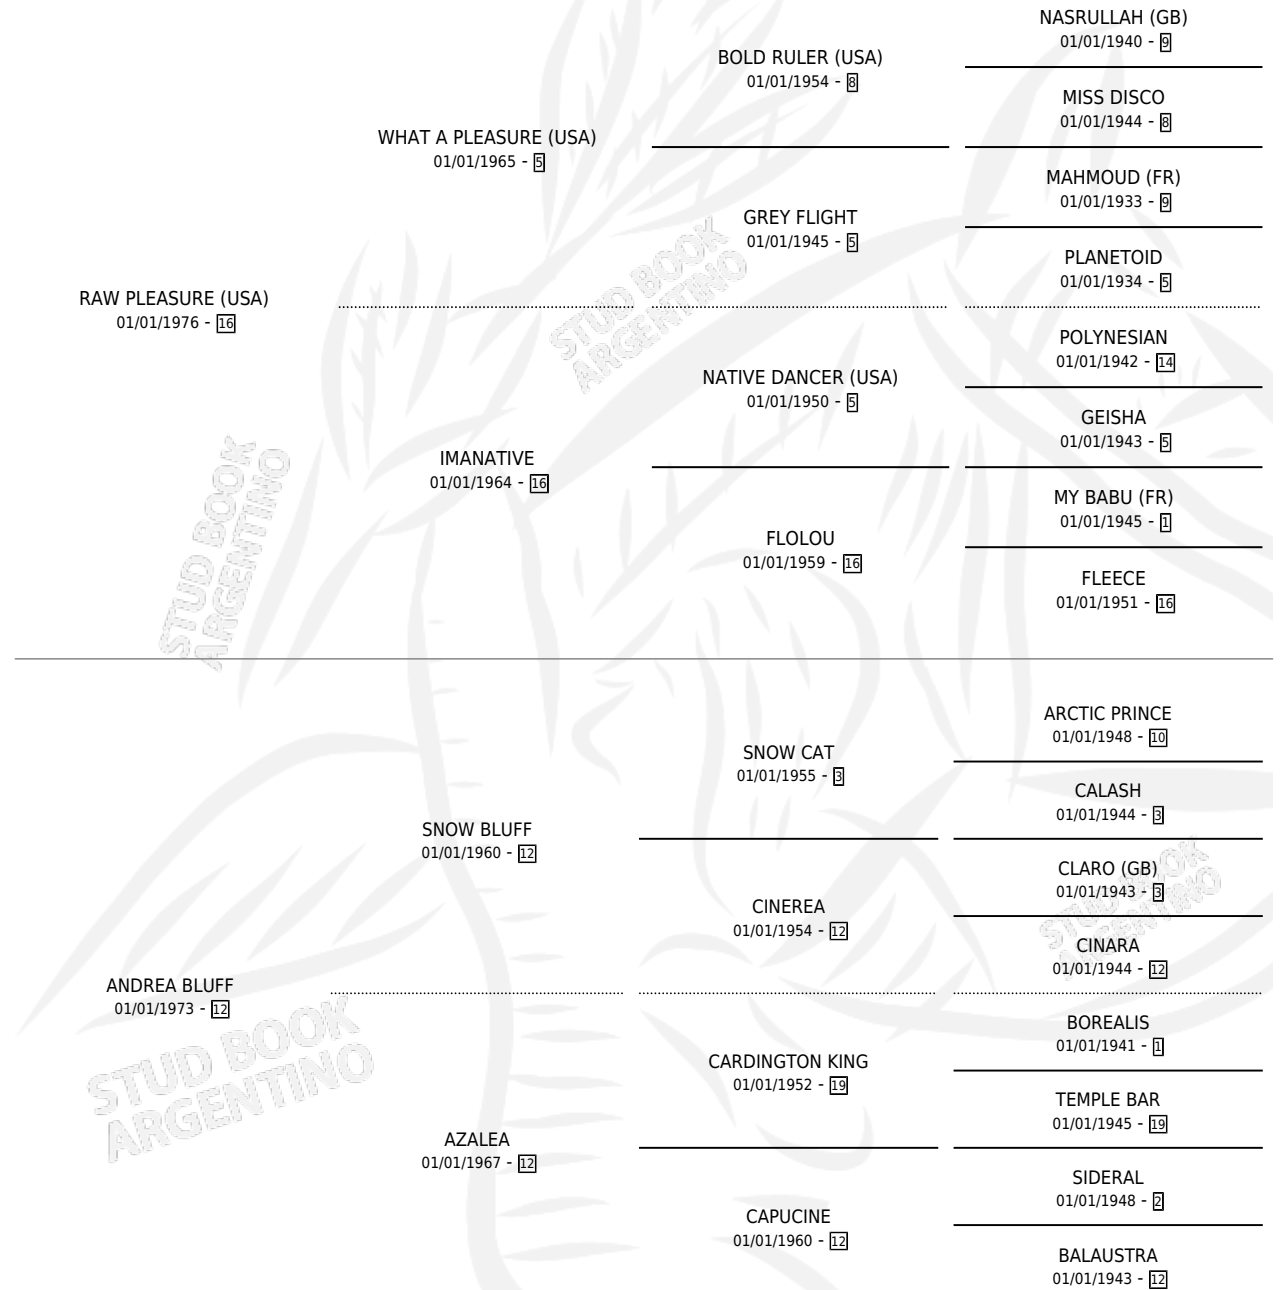 NASRULLAH (GB)
01/01/1940 - 9
BOLD RULER (USA)
01/01/1954 - 8
MISS DISCO
01/01/1944 - 8
WHAT A PLEASURE (USA)
01/01/1965 - 5
MAHMOUD (FR)
01/01/1933 - 9
GREY FLIGHT
01/01/1945 - 5
PLANETOID
01/01/1934 - 5
RAW PLEASURE (USA)
01/01/1976 - 16
POLYNESIAN
01/01/1942 - 14
NATIVE DANCER (USA)
01/01/1950 - 5
GEISHA
01/01/1943 - 5
IMANATIVE
01/01/1964 - 16
MY BABU (FR)
01/01/1945 - 1
FLOLOU
01/01/1959 - 16
FLEECE
01/01/1951 - 16
ARCTIC PRINCE
01/01/1948 - 10
SNOW CAT
01/01/1955 - 3
CALASH
01/01/1944 - 3
SNOW BLUFF
01/01/1960 - 12
CLARO (GB)
01/01/1943 - 3
CINEREA
01/01/1954 - 12
CINARA
01/01/1944 - 12
ANDREA BLUFF
01/01/1973 - 12
BOREALIS
01/01/1941 - 1
CARDINGTON KING
01/01/1952 - 19
TEMPLE BAR
01/01/1945 - 19
AZALEA
01/01/1967 - 12
SIDERAL
01/01/1948 - 2
CAPUCINE
01/01/1960 - 12
BALAUSTRA
01/01/1943 - 12
STUD BOOK
ARGENTINO
STUD BOOK
ARGENTINO
STUD BOOK
ARGENTINO
STUD BOOK
ARGENTINO